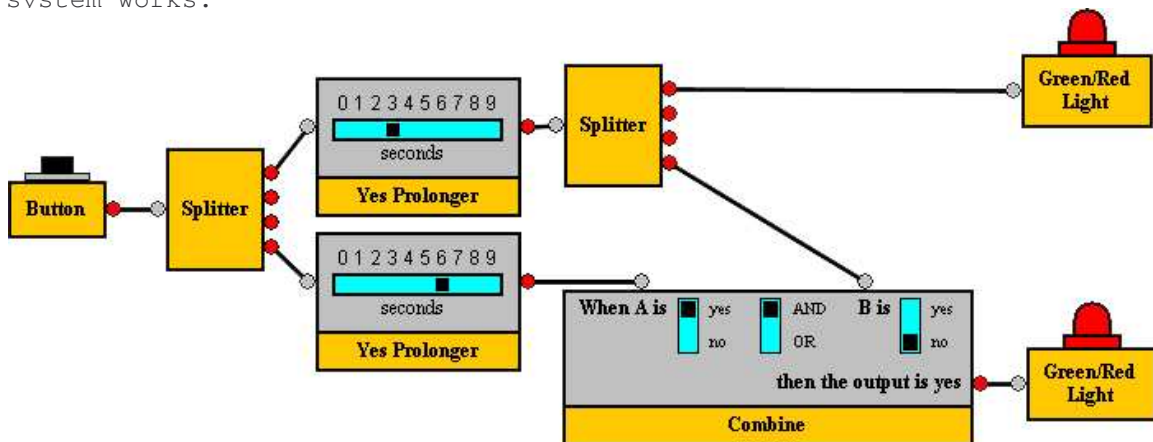 system works.
Button
Splitter
0 1 2 3 4 5 6 7 8 9
seconds
Yes Prolonger
0 1 2 3 4 5 6 7 8 9
seconds
Yes Prolonger
Splitter
Green/Red
Light
When A is yes AND B is yes
no OR no
then the output is yes
Combine
Green/Red
Light